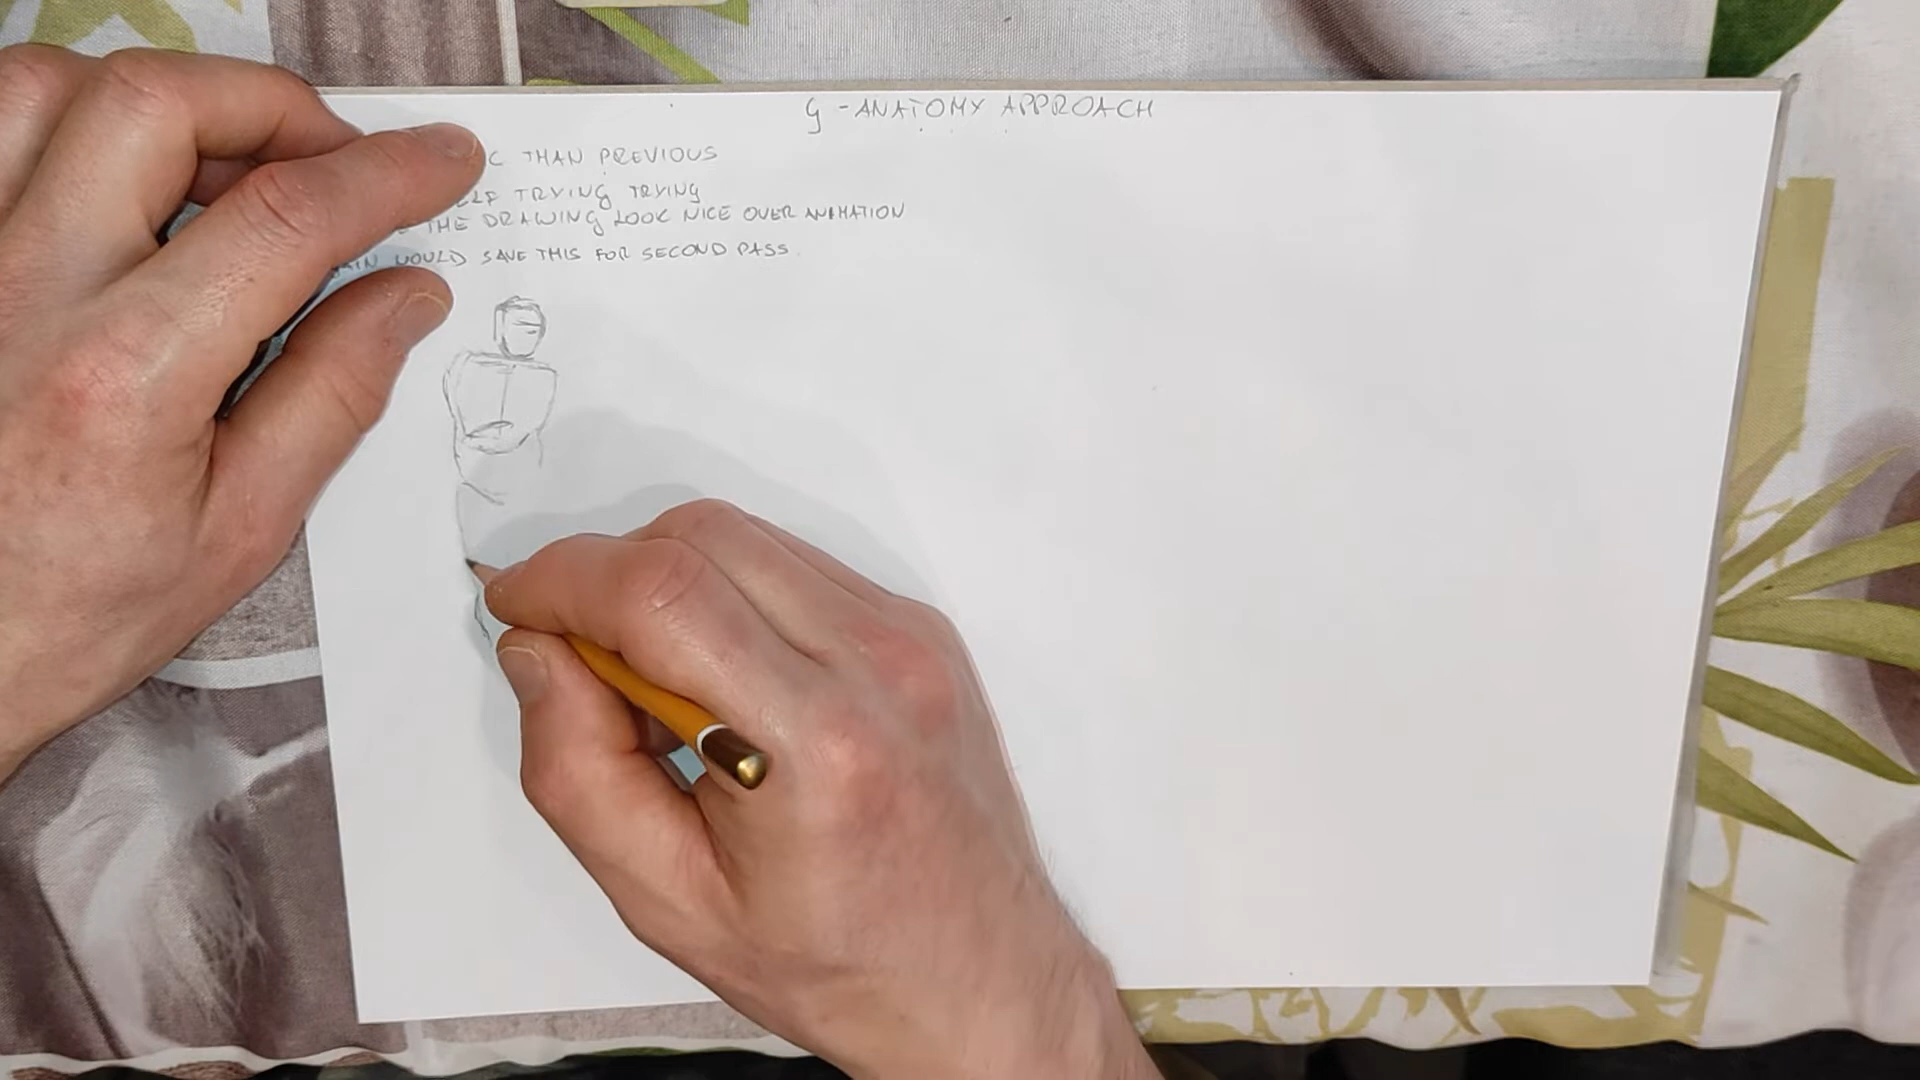 G - ANATOMY APPROACH
THAN PREVIOUS
TRYING TRYING
THE DRAWING LOOK NICE OVER ANIMATION
WOULD SAVE THIS FOR SECOND PASS